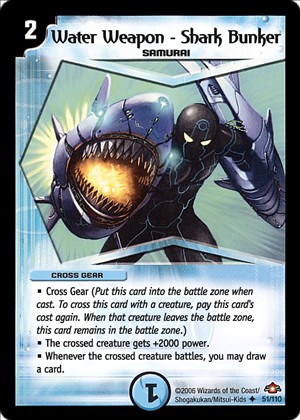 2 Water Weapon - Shark Bunker
SAMURAI
CROSS GEAR
▪ Cross Gear (Put this card into the battle zone when
cast. To cross this card with a creature, pay this card's
cost again. When that creature leaves the battle zone,
this card remains in the battle zone.)
▪ The crossed creature gets +2000 power.
▪ Whenever the crossed creature battles, you may draw
a card.
1
©2006 Wizards of the Coast/
Shogakukan/Mitsui-Kids ♦ 51/110